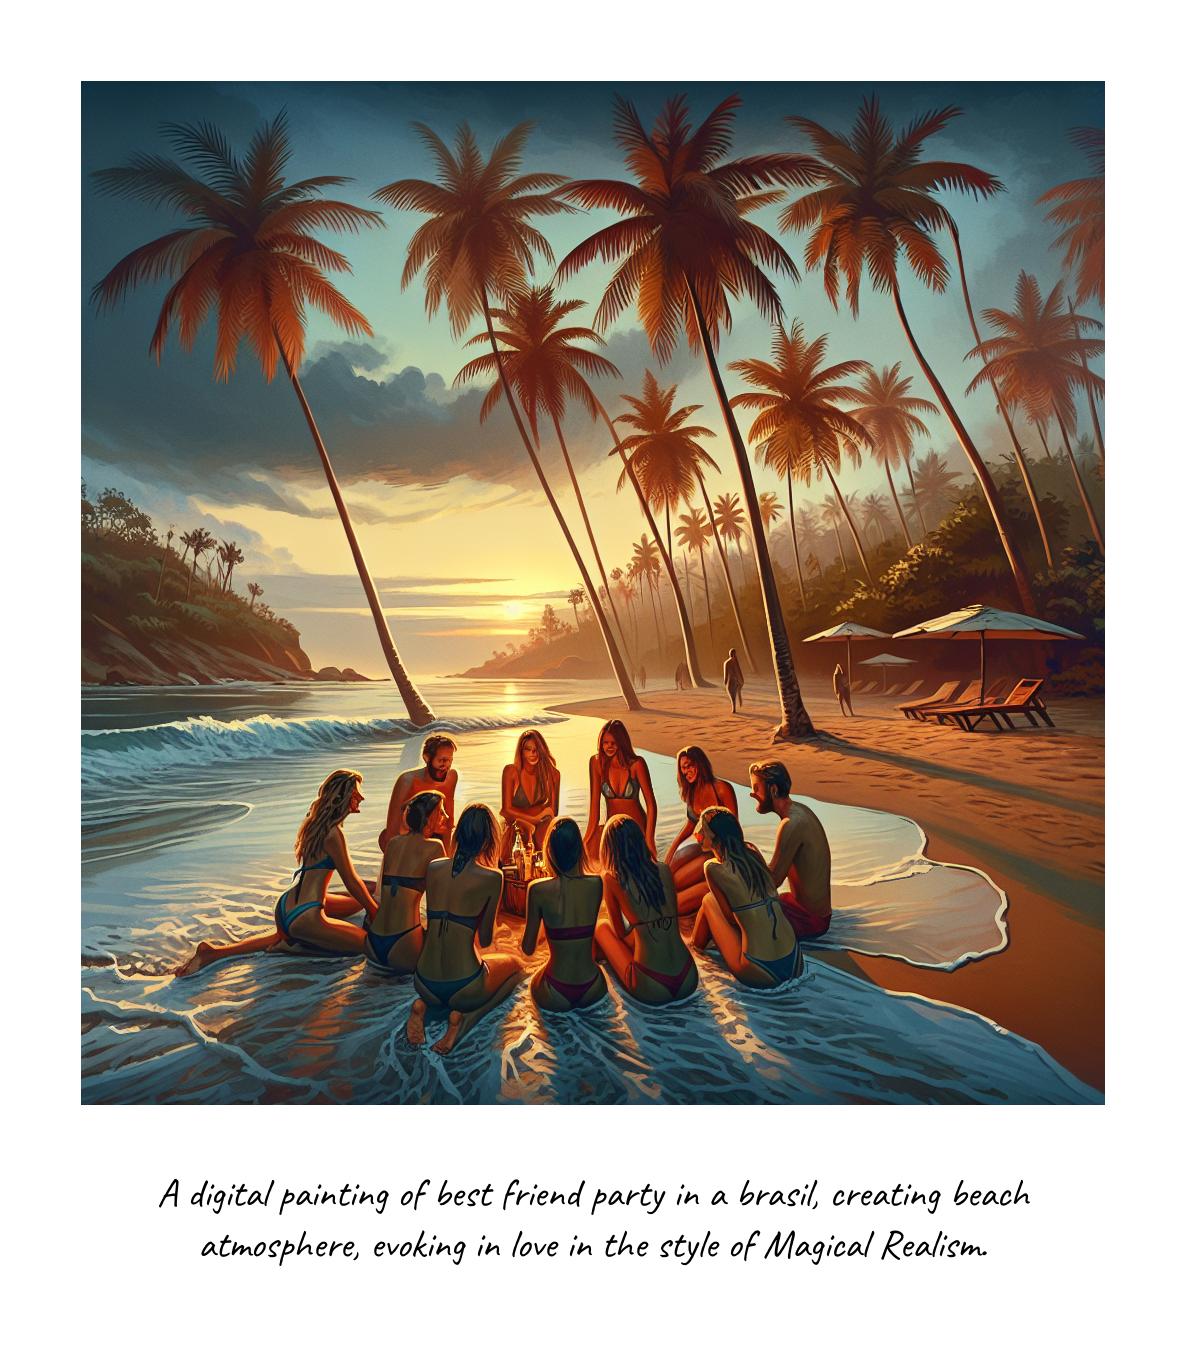 A digital painting of best friend party in a brasil, creating beach
atmosphere, evoking in love in the style of Magical Realism.